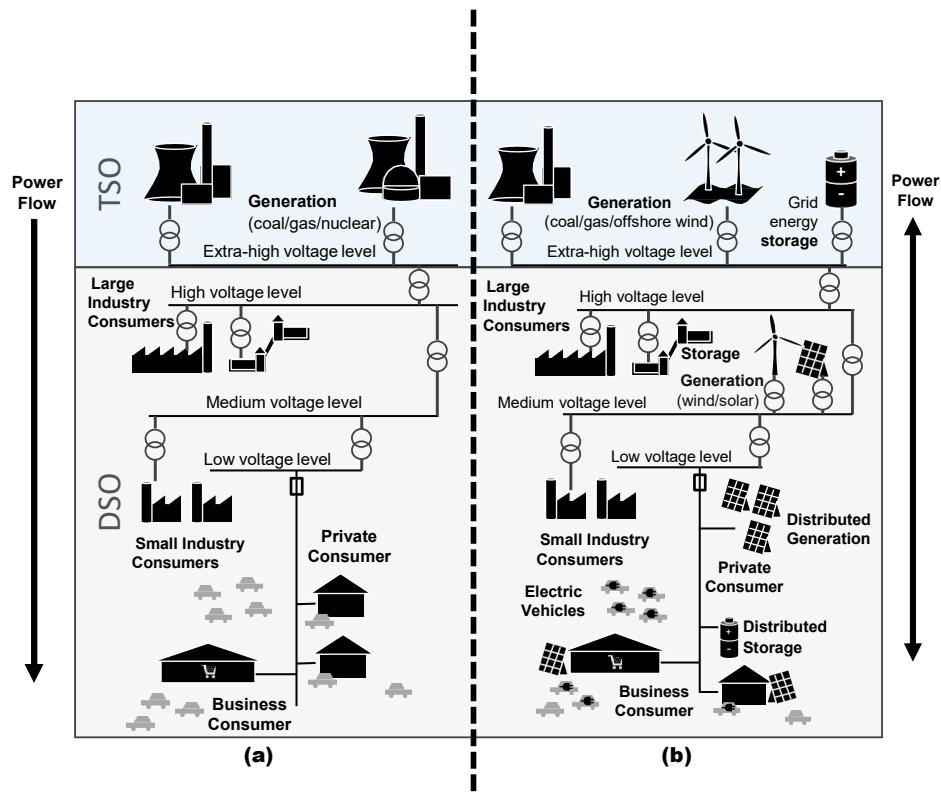 Power
Flow
TSO
Generation
(coal/gas/nuclear)
Extra-high voltage level
DSO
Large
Industry
Consumers
High voltage level
Medium voltage level
Low voltage level
Small Industry
Consumers
Private
Consumer
Business
Consumer
(a)
Generation
(coal/gas/offshore wind)
Extra-high voltage level
+
-
Grid
energy
storage
Power
Flow
Large
Industry
Consumers
High voltage level
Storage
Generation
(wind/solar)
Medium voltage level
Low voltage level
Small Industry
Consumers
Distributed
Generation
Private
Consumer
Electric
Vehicles
+
-
Distributed
Storage
Business
Consumer
(b)